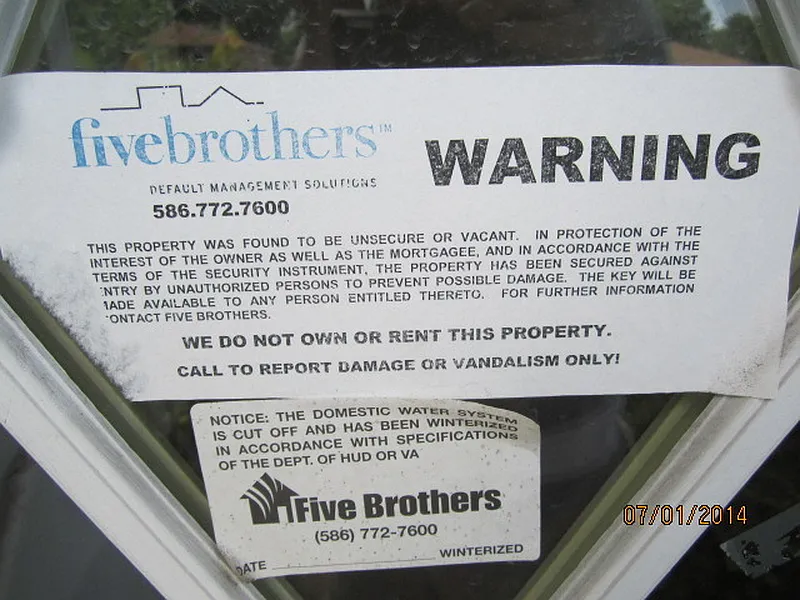 fivebrothers™
DEFAULT MANAGEMENT SOLUTIONS
586.772.7600
WARNING
THIS PROPERTY WAS FOUND TO BE UNSECURE OR VACANT. IN PROTECTION OF THE
INTEREST OF THE OWNER AS WELL AS THE MORTGAGEE, AND IN ACCORDANCE WITH THE
TERMS OF THE SECURITY INSTRUMENT, THE PROPERTY HAS BEEN SECURED AGAINST
ENTRY BY UNAUTHORIZED PERSONS TO PREVENT POSSIBLE DAMAGE. THE KEY WILL BE
MADE AVAILABLE TO ANY PERSON ENTITLED THERETO. FOR FURTHER INFORMATION
CONTACT FIVE BROTHERS.
WE DO NOT OWN OR RENT THIS PROPERTY.
CALL TO REPORT DAMAGE OR VANDALISM ONLY!
NOTICE: THE DOMESTIC WATER SYSTEM
IS CUT OFF AND HAS BEEN WINTERIZED
IN ACCORDANCE WITH SPECIFICATIONS
OF THE DEPT. OF HUD OR VA
Five Brothers
(586) 772-7600
DATE ____________ WINTERIZED
07/01/2014